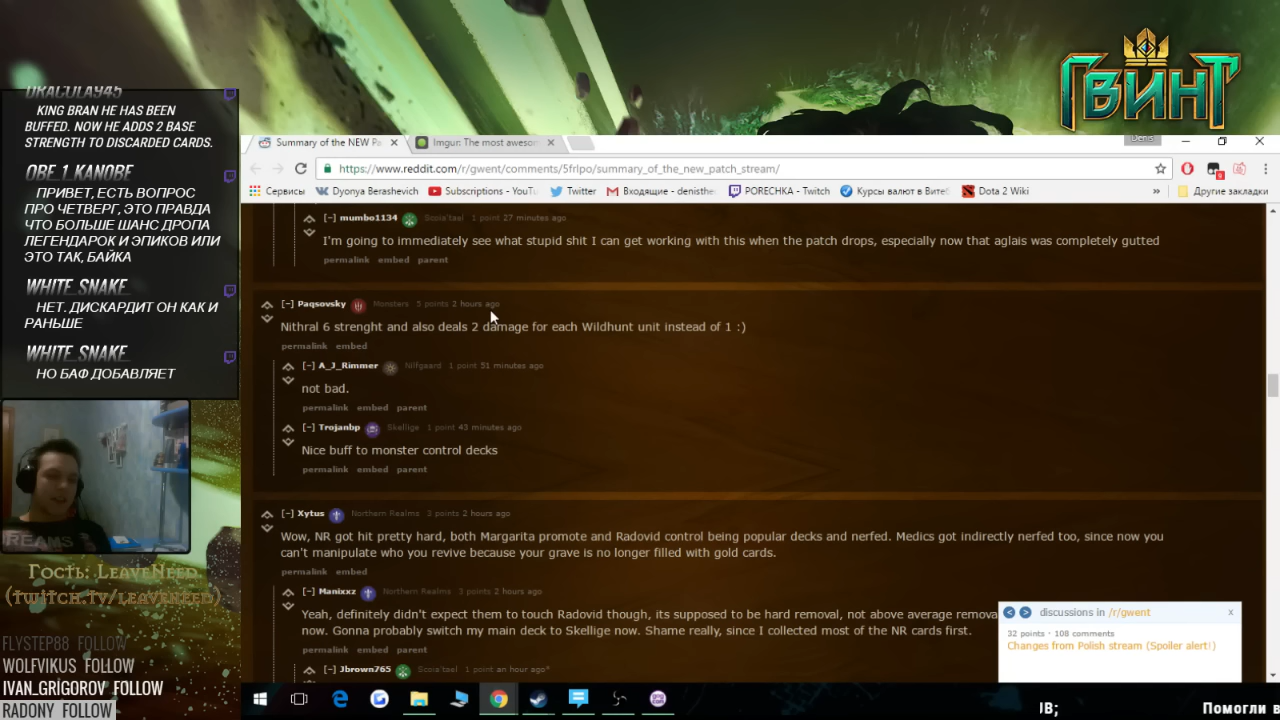 DRACULA945
KING BRAN HE HAS BEEN
BUFFED. NOW HE ADDS 2 BASE
STRENGTH TO DISCARDED CARDS.
OBE_1_KANOBE_
ПРИВЕТ, ЕСТЬ ВОПРОС
ПРО ЧЕТВЕРГ, ЭТО ПРАВДА
ЧТО БОЛЬШЕ ШАНС ДРОПА
ЛЕГЕНДАРОК И ЭПИКОВ ИЛИ
ЭТО ТАК, БАЙКА
WHITE_SNAKE_
НЕТ. ДИСКАРДИТ ОН КАК И
РАНЬШЕ
WHITE_SNAKE_
НО БАФ ДОБАВЛЯЕТ
REAMS
Гость: LeaveNeed
(twitch.tv/leaveneed)
FLYSTEP88 FOLLOW
WOLFVIKUS FOLLOW
IVAN_GRIGOROV FOLLOW
RADONY FOLLOW
ГВИНТ
Summary of the NEW Pa
Imgur: The most awesom
Denis
https://www.reddit.com/r/gwent/comments/5frlpo/summary_of_the_new_patch_stream/
Сервисы Dyonya Berashevich Subscriptions - YouTu Twitter Входящие - denisthe PORECHKA - Twitch Курсы валют в Витеб Dota 2 Wiki » Другие закладки
[−] mumbo1134 Scoia'tael 1 point 27 minutes ago
I'm going to immediately see what stupid shit I can get working with this when the patch drops, especially now that aglais was completely gutted
permalink embed parent
[−] Paqsovsky Monsters 5 points 2 hours ago
Nithral 6 strenght and also deals 2 damage for each Wildhunt unit instead of 1 :)
permalink embed
[−] A_J_Rimmer Nilfgaard 1 point 51 minutes ago
not bad.
permalink embed parent
[−] Trojanbp Skellige 1 point 43 minutes ago
Nice buff to monster control decks
permalink embed parent
[−] Xytus Northern Realms 3 points 2 hours ago
Wow, NR got hit pretty hard, both Margarita promote and Radovid control being popular decks and nerfed. Medics got indirectly nerfed too, since now you
can't manipulate who you revive because your grave is no longer filled with gold cards.
permalink embed
[−] Manixxz Northern Realms 3 points 2 hours ago
Yeah, definitely didn't expect them to touch Radovid though, its supposed to be hard removal, not above average remova
now. Gonna probably switch my main deck to Skellige now. Shame really, since I collected most of the NR cards first.
permalink embed parent
[−] Jbrown765 Scoia'tael 1 point an hour ago*
discussions in /r/gwent x
32 points · 108 comments
Changes from Polish stream (Spoiler alert!)
IB; Помогли в